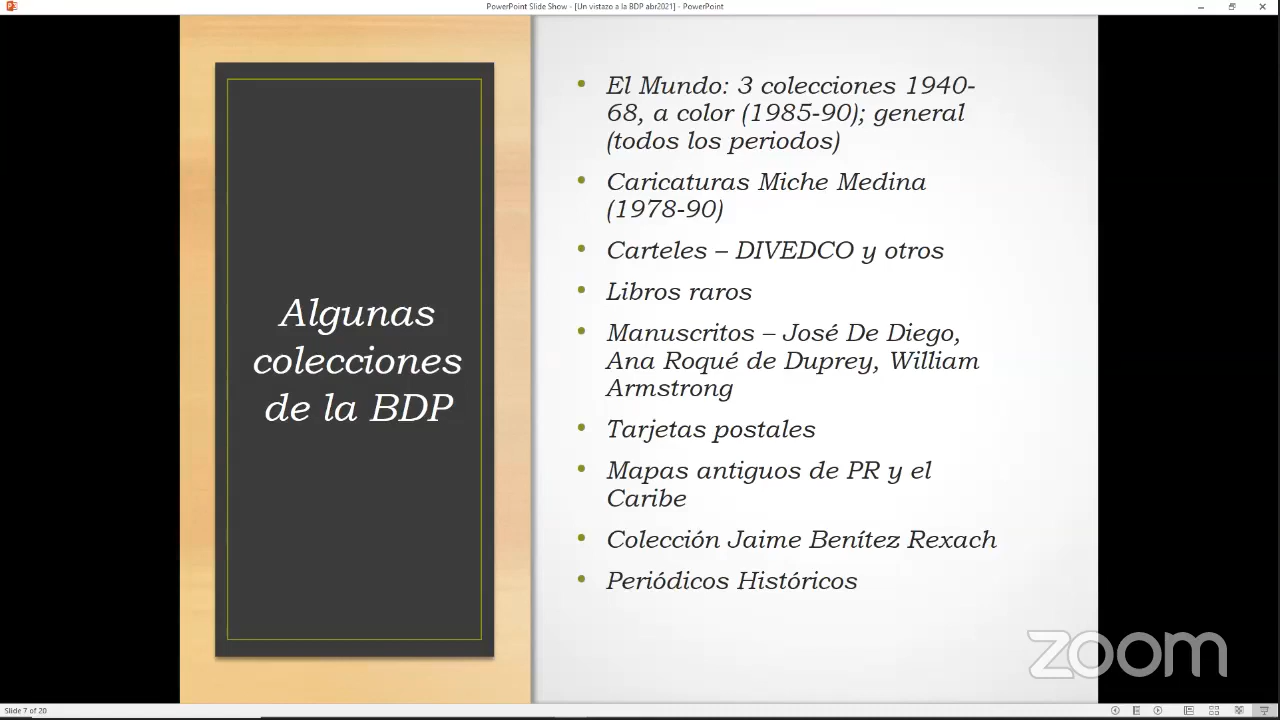 PowerPoint Slide Show - [Un vistazo a la BDP abr2021] - PowerPoint
Algunas
colecciones
de la BDP
• El Mundo: 3 colecciones 1940-
68, a color (1985-90); general
(todos los periodos)
• Caricaturas Miche Medina
(1978-90)
• Carteles – DIVEDCO y otros
• Libros raros
• Manuscritos – José De Diego,
Ana Roqué de Duprey, William
Armstrong
• Tarjetas postales
• Mapas antiguos de PR y el
Caribe
• Colección Jaime Benítez Rexach
• Periódicos Históricos
zoom
Slide 7 of 20